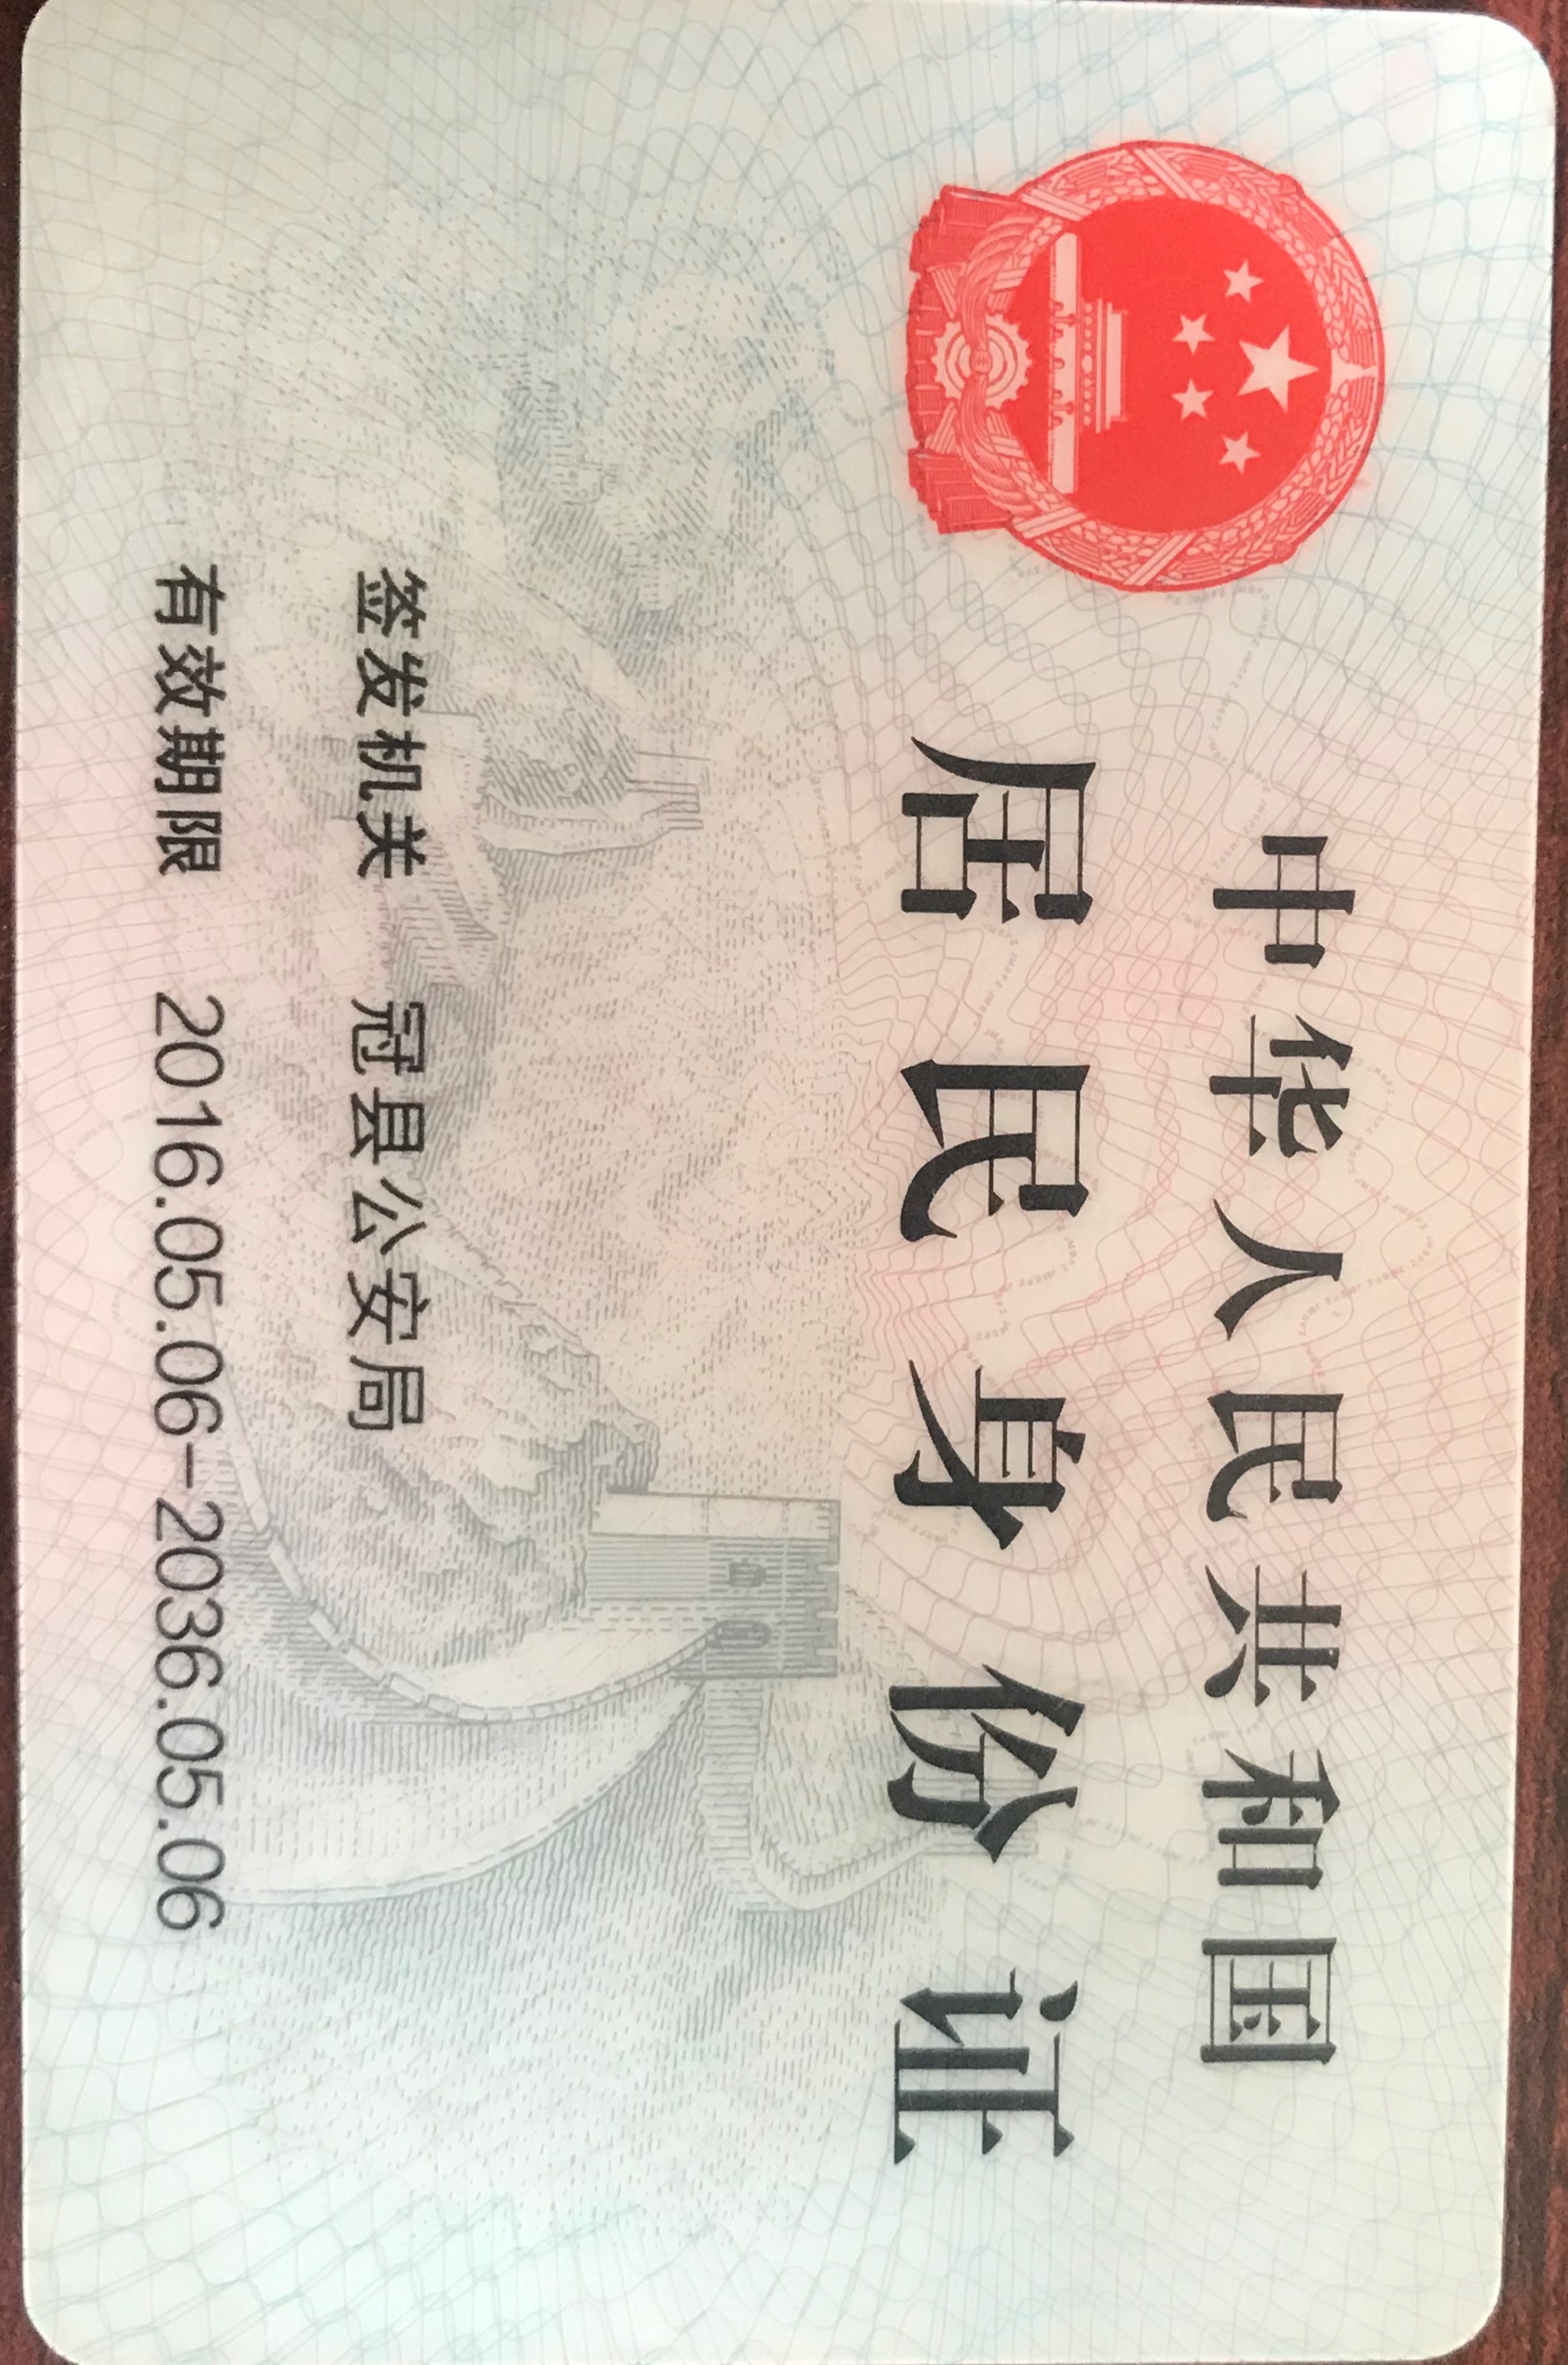 中华人民共和国
居民身份证
签发机关 冠县公安局
有效期限 2016.05.06-2036.05.06